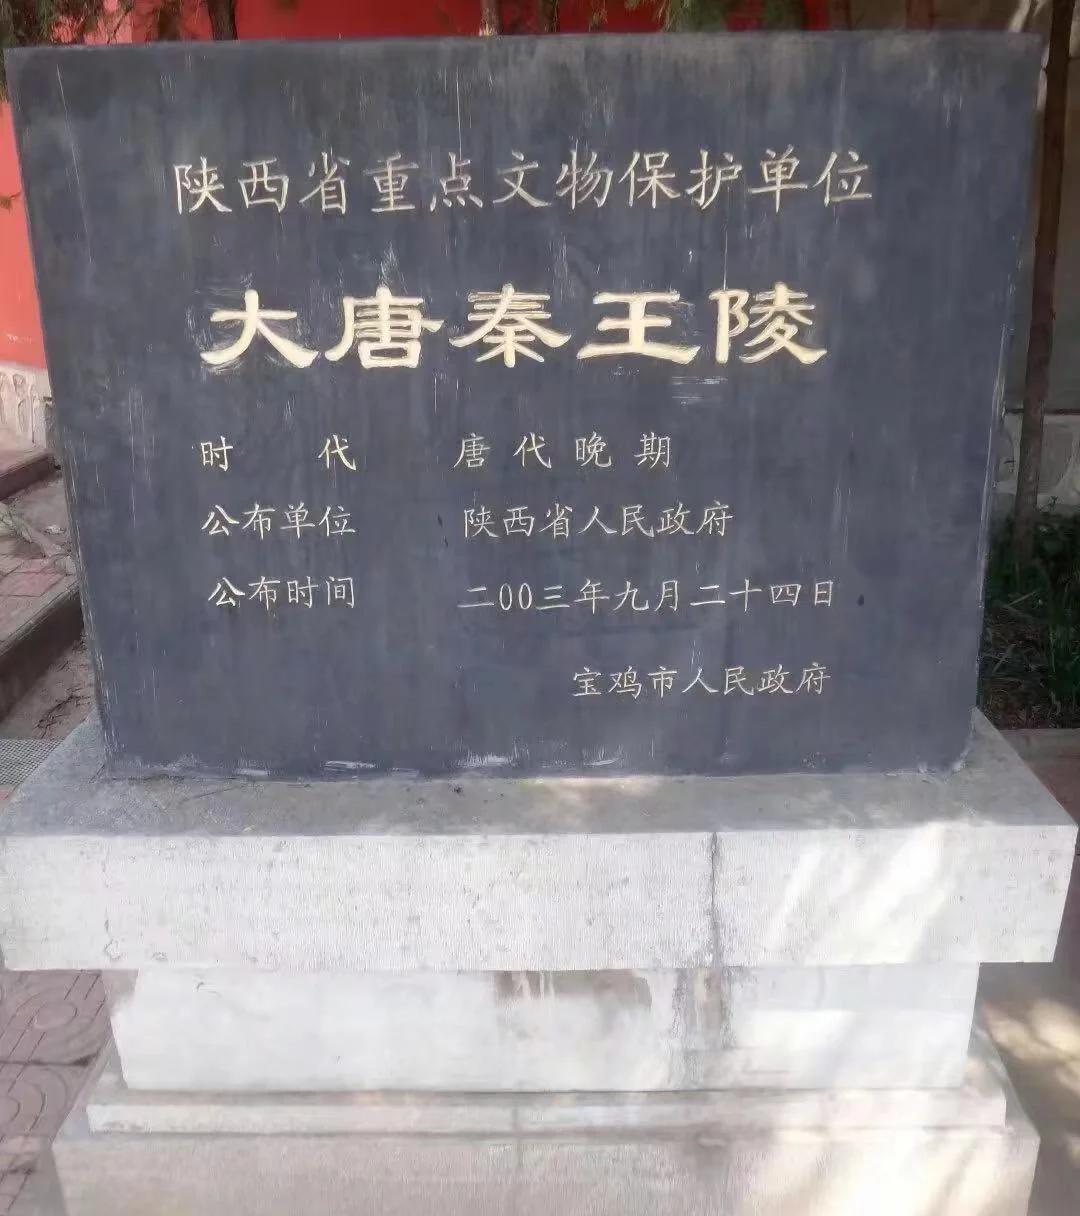 陕西省重点文物保护单位
大唐秦王陵
时 代 唐代晚期
公布单位 陕西省人民政府
公布时间 二00三年九月二十四日
宝鸡市人民政府